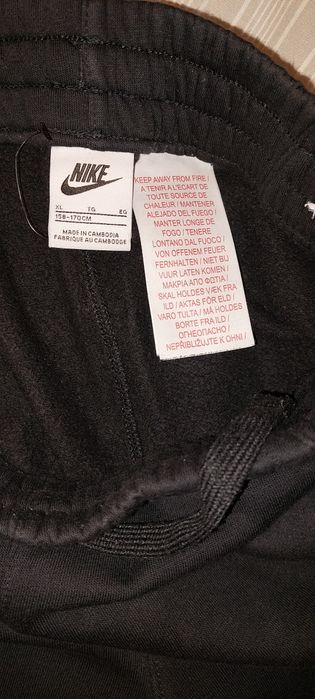 NIKE
XL TG EG
158-170CM
MADE IN CAMBODIA
FABRIQUE AU CAMBODGE
KEEP AWAY FROM FIRE /
A TENIR A L'ECART DE
TOUTE SOURCE DE
CHALEUR / MANTENER
ALEJADO DEL FUEGO /
MANTER LONGE DE
FOGO / TENERE
LONTANO DAL FUOCO /
VON OFFENEM FEUER
FERNHALTEN / NIET BIJ
VUUR LATEN KOMEN /
ΜΑΚΡΙΑ ΑΠΟ ΦΩΤΙΑ /
SKAL HOLDES VÆK FRA
ILD / AKTAS FÖR ELD /
VARO TULTA / MÅ HOLDES
BORTE FRA ILD /
ОГНЕОПАСНО /
NEPŘIBLIŽUJTE K OHNI /